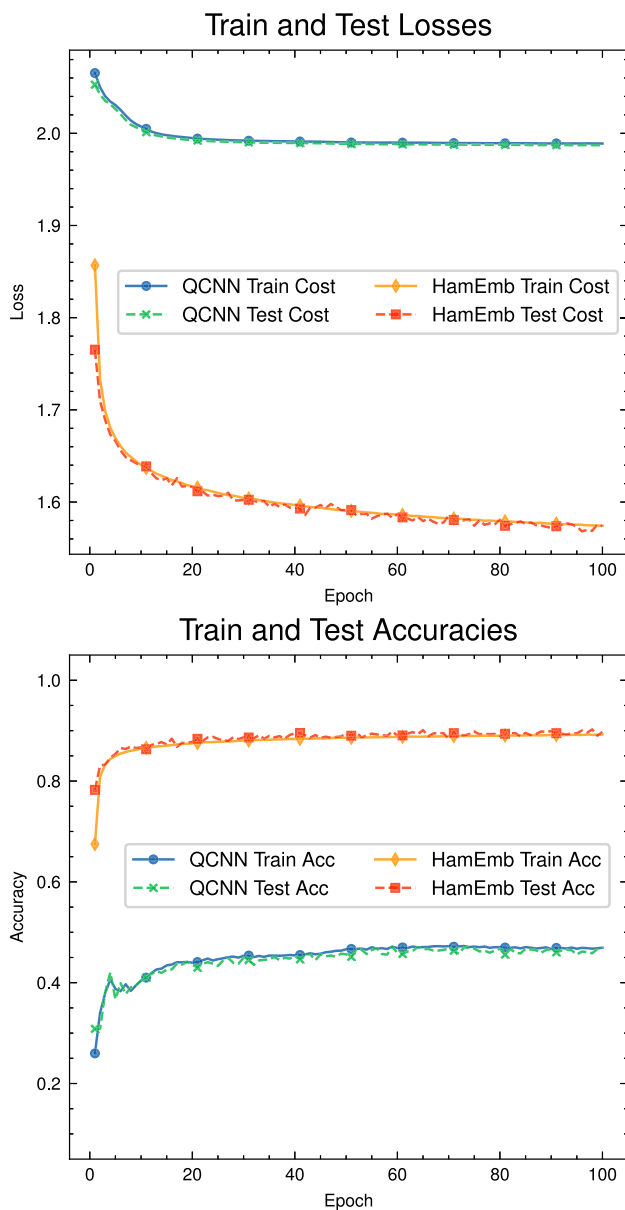 Train and Test Losses
2.0
1.9
1.8
1.7
1.6
Loss
QCNN Train Cost
QCNN Test Cost
HamEmb Train Cost
HamEmb Test Cost
0 20 40 60 80 100
Epoch
Train and Test Accuracies
1.0
0.8
0.6
0.4
0.2
Accuracy
QCNN Train Acc
QCNN Test Acc
HamEmb Train Acc
HamEmb Test Acc
0 20 40 60 80 100
Epoch